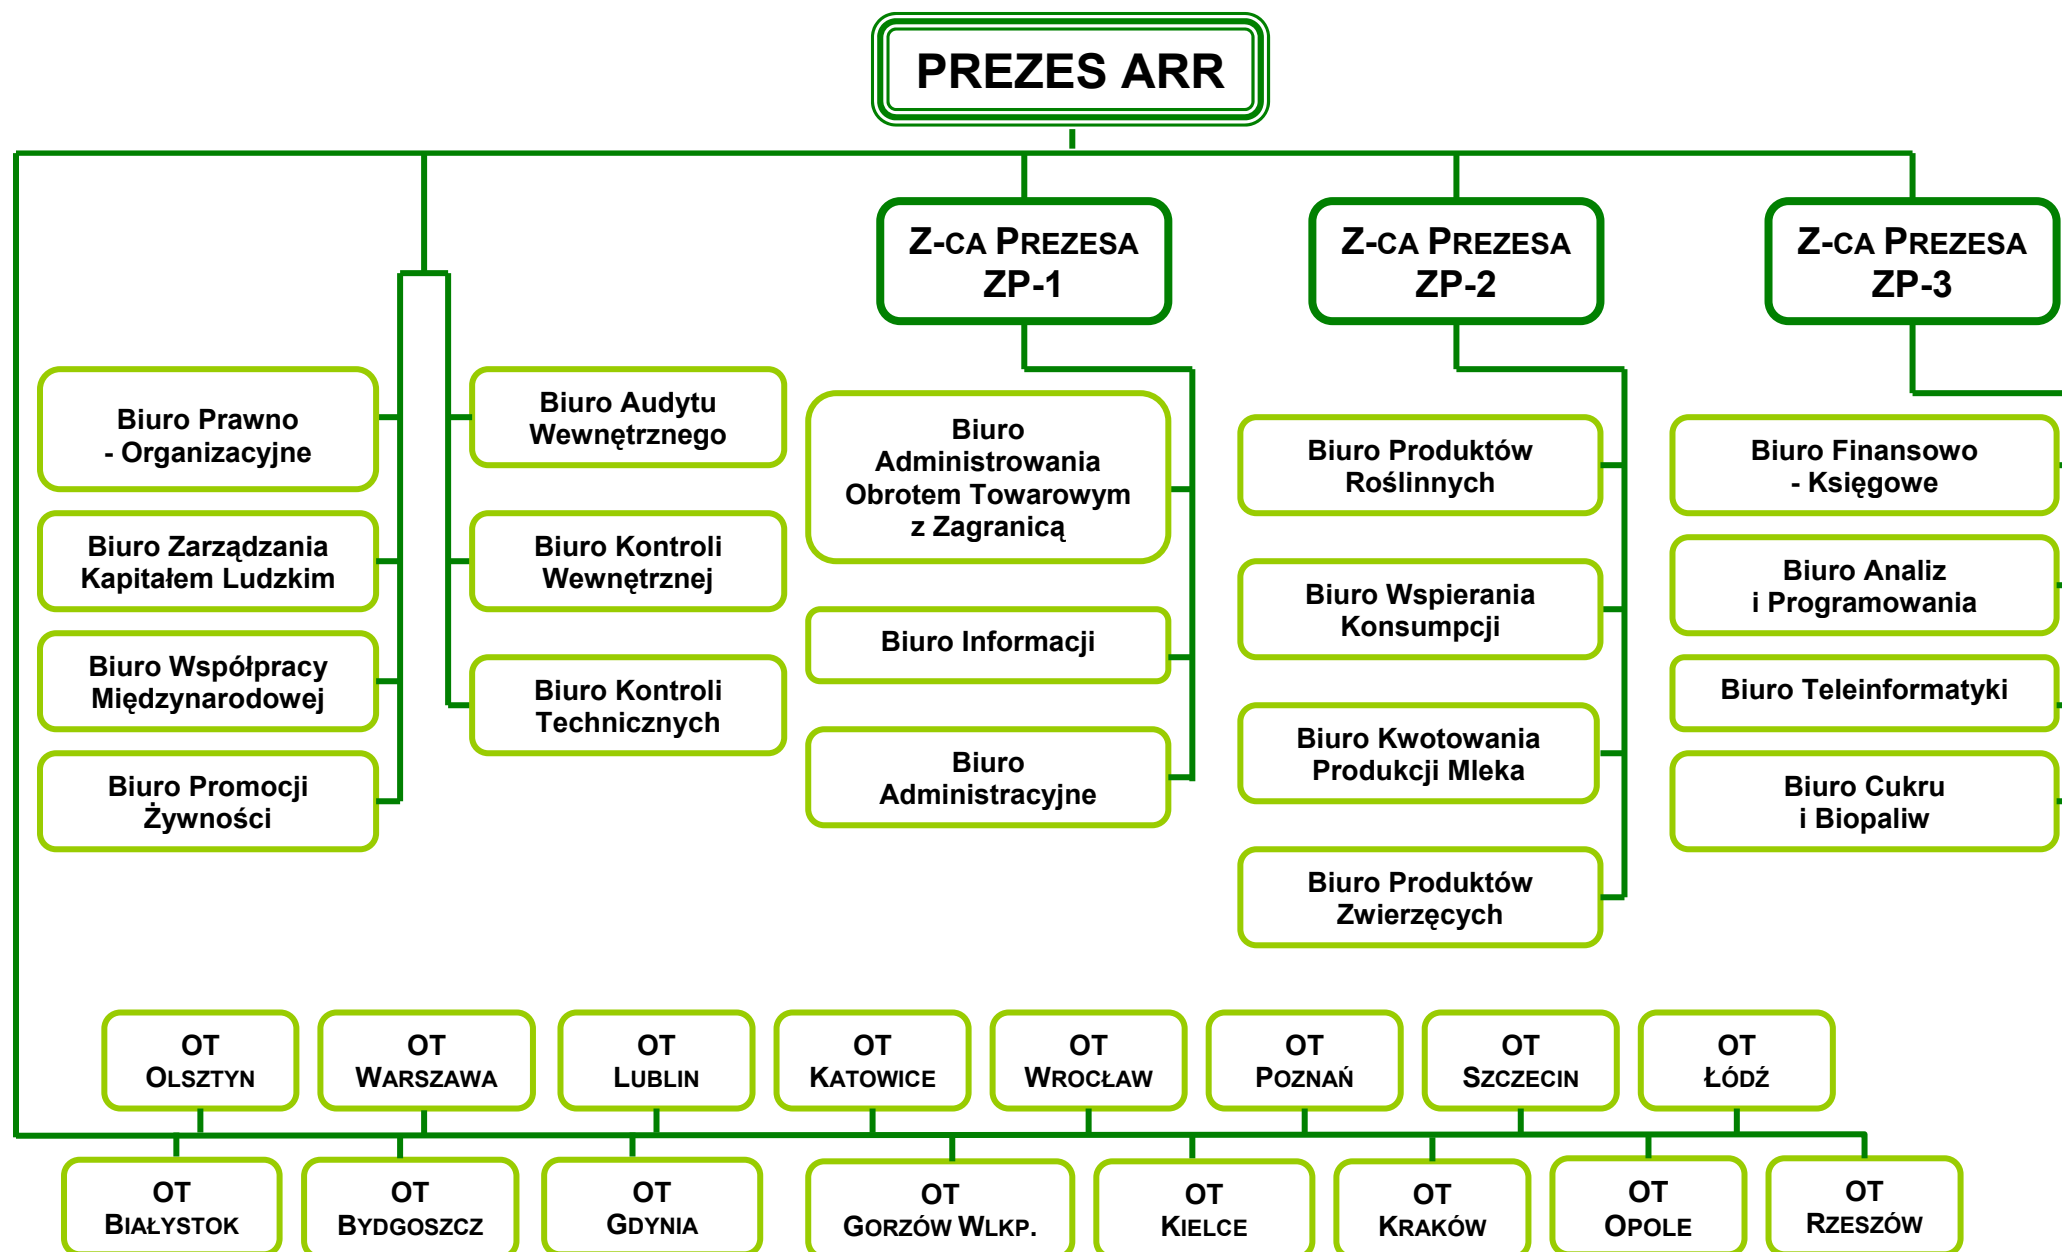 PREZES ARR
Z-CA PREZESA
ZP-1
Z-CA PREZESA
ZP-2
Z-CA PREZESA
ZP-3
Biuro Prawno
- Organizacyjne
Biuro Zarządzania
Kapitałem Ludzkim
Biuro Współpracy
Międzynarodowej
Biuro Promocji
Żywności
Biuro Audytu
Wewnętrznego
Biuro Kontroli
Wewnętrznej
Biuro Kontroli
Technicznych
Biuro
Administrowania
Obrotem Towarowym
z Zagranicą
Biuro Informacji
Biuro
Administracyjne
Biuro Produktów
Roślinnych
Biuro Wspierania
Konsumpcji
Biuro Kwotowania
Produkcji Mleka
Biuro Produktów
Zwierzęcych
Biuro Finansowo
- Księgowe
Biuro Analiz
i Programowania
Biuro Teleinformatyki
Biuro Cukru
i Biopaliw
OT
OLSZTYN
OT
WARSZAWA
OT
LUBLIN
OT
KATOWICE
OT
WROCŁAW
OT
POZNAŃ
OT
SZCZECIN
OT
ŁÓDŹ
OT
BIAŁYSTOK
OT
BYDGOSZCZ
OT
GDYNIA
OT
GORZÓW WLKP.
OT
KIELCE
OT
KRAKÓW
OT
OPOLE
OT
RZESZÓW